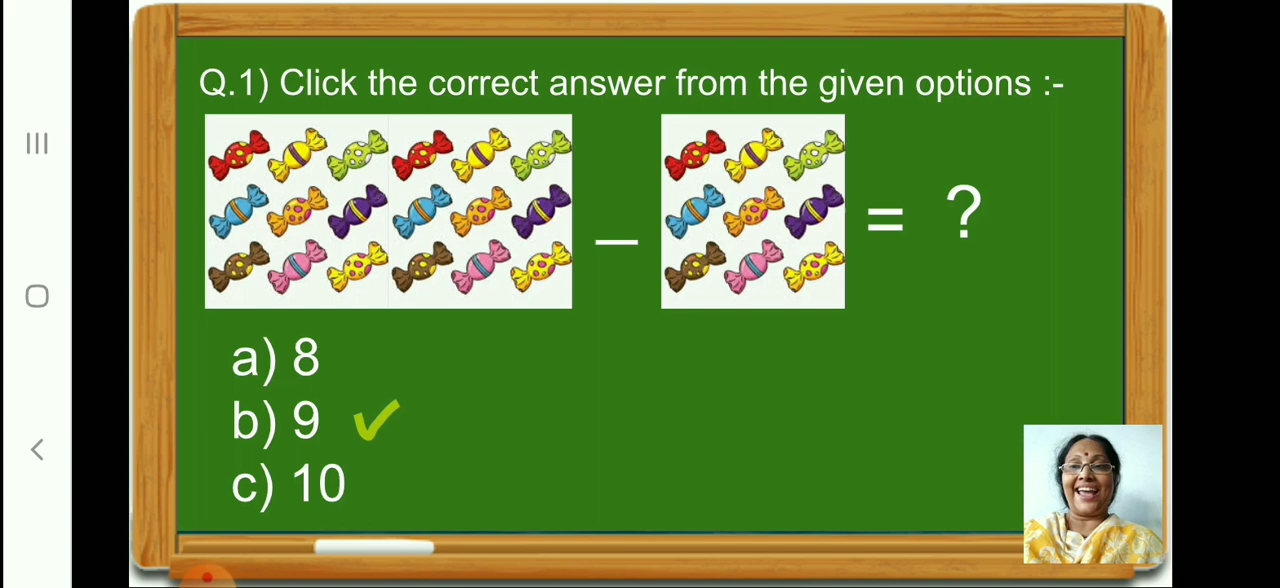 Q.1) Click the correct answer from the given options :-
− = ?
a) 8
b) 9 ✓
c) 10